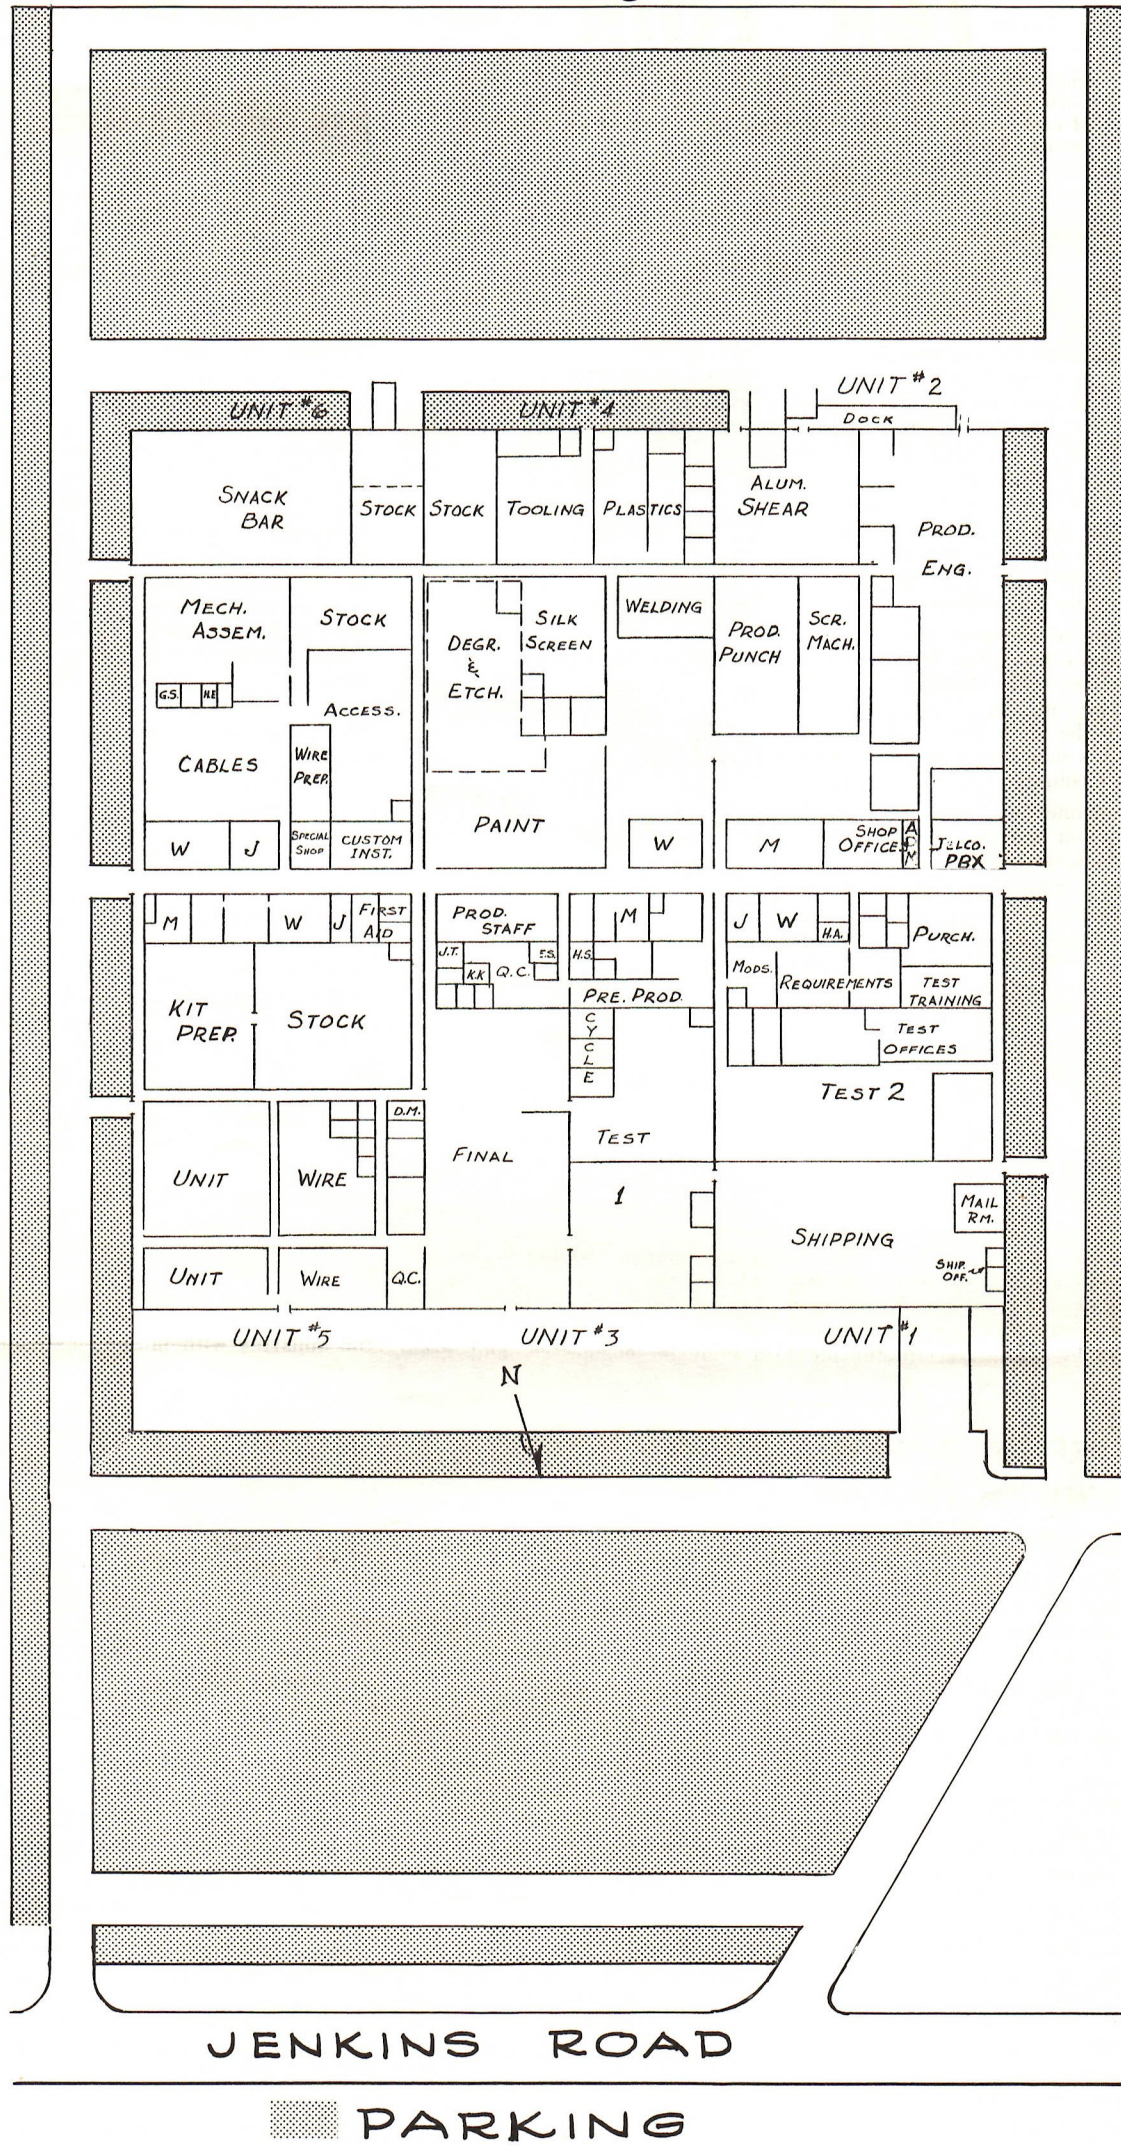 UNIT #2
UNIT #6
UNIT #4
DOCK
SNACK
BAR
STOCK
STOCK
TOOLING
PLASTICS
ALUM.
SHEAR
PROD.
ENG.
MECH.
ASSEM.
STOCK
DEGR.
&
ETCH.
SILK
SCREEN
WELDING
PROD.
PUNCH
SCR.
MACH.
G.S.
H.E
ACCESS.
CABLES
WIRE
PREP.
PAINT
W
J
SPECIAL
SHOP
CUSTOM
INST.
W
M
SHOP
OFFICES
PBX
M
W
J
FIRST
AID
PROD.
STAFF
M
J
W
H.A.
PURCH.
J.T.
K.K
Q.C.
F.S.
H.S.
PRE. PROD.
MODS.
REQUIREMENTS
TEST
TRAINING
KIT
PREP.
STOCK
C
Y
C
L
E
TEST
OFFICES
TEST 2
UNIT
WIRE
D.M.
FINAL
TEST
1
MAIL
RM.
SHIPPING
SHIP.
OFF.
UNIT
WIRE
Q.C.
UNIT #5
UNIT #3
UNIT #1
N
JENKINS ROAD
PARKING